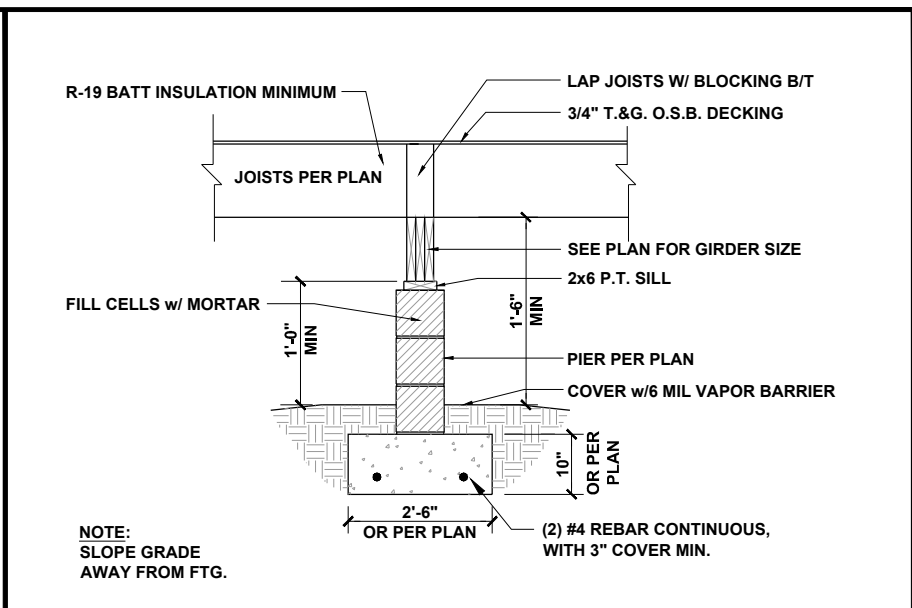 LAP JOISTS W/ BLOCKING B/T
R-19 BATT INSULATION MINIMUM
3/4" T.&G. O.S.B. DECKING
JOISTS PER PLAN
SEE PLAN FOR GIRDER SIZE
2x6 P.T. SILL
FILL CELLS w/ MORTAR
1'-0"
MIN
1'-6"
MIN
PIER PER PLAN
COVER w/6 MIL VAPOR BARRIER
10"
OR PER
PLAN
2'-6"
OR PER PLAN
(2) #4 REBAR CONTINUOUS,
WITH 3" COVER MIN.
NOTE:
SLOPE GRADE
AWAY FROM FTG.